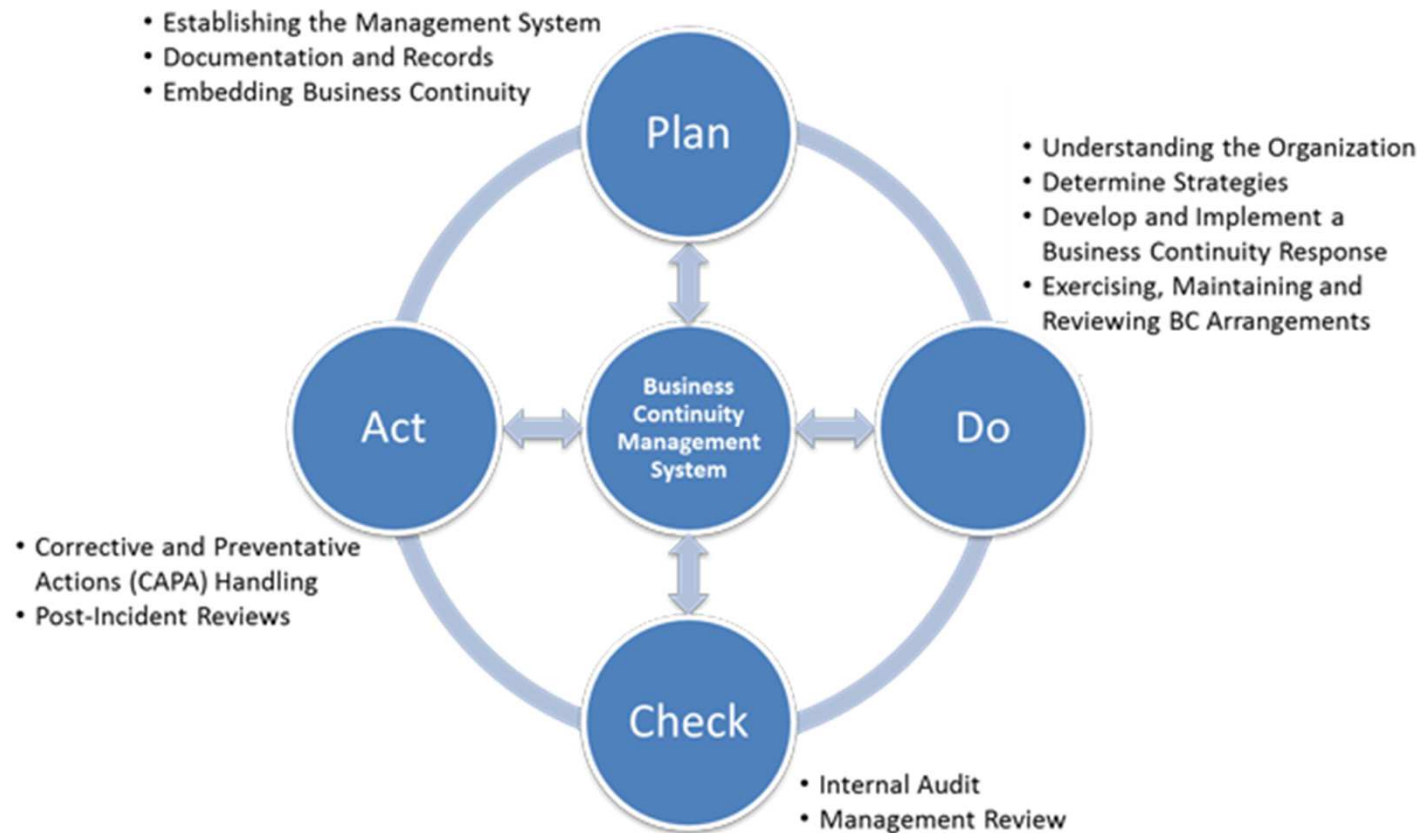 • Establishing the Management System
• Documentation and Records
• Embedding Business Continuity
Plan
• Understanding the Organization
• Determine Strategies
• Develop and Implement a
Business Continuity Response
• Exercising, Maintaining and
Reviewing BC Arrangements
Act
Business
Continuity
Management
System
Do
• Corrective and Preventative
Actions (CAPA) Handling
• Post-Incident Reviews
Check
• Internal Audit
• Management Review